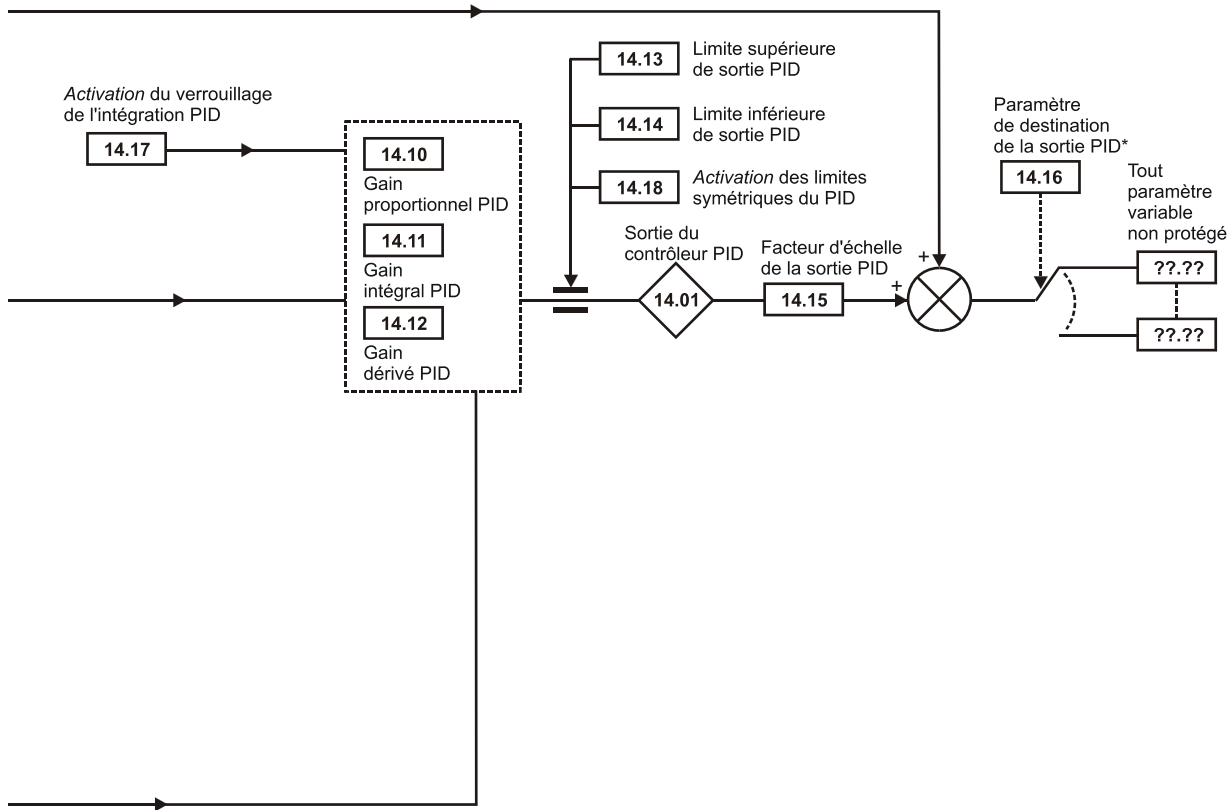 Activation du verrouillage
de l'intégration PID
14.17
14.10
Gain
proportionnel PID
14.11
Gain
intégral PID
14.12
Gain
dérivé PID
14.13
Limite supérieure
de sortie PID
14.14
Limite inférieure
de sortie PID
14.18
Activation des limites
symétriques du PID
Sortie du
contrôleur PID
14.01
Facteur d'échelle
de la sortie PID
14.15
+
+
Paramètre
de destination
de la sortie PID*
14.16
Tout
paramètre
variable
non protégé
??.??
??.??